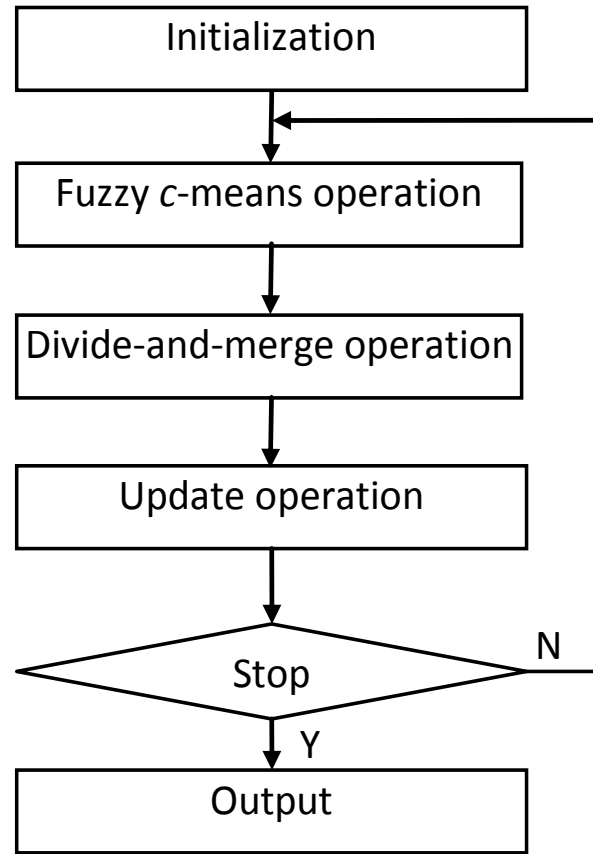 Initialization
Fuzzy c-means operation
Divide-and-merge operation
Update operation
Stop
N
Y
Output